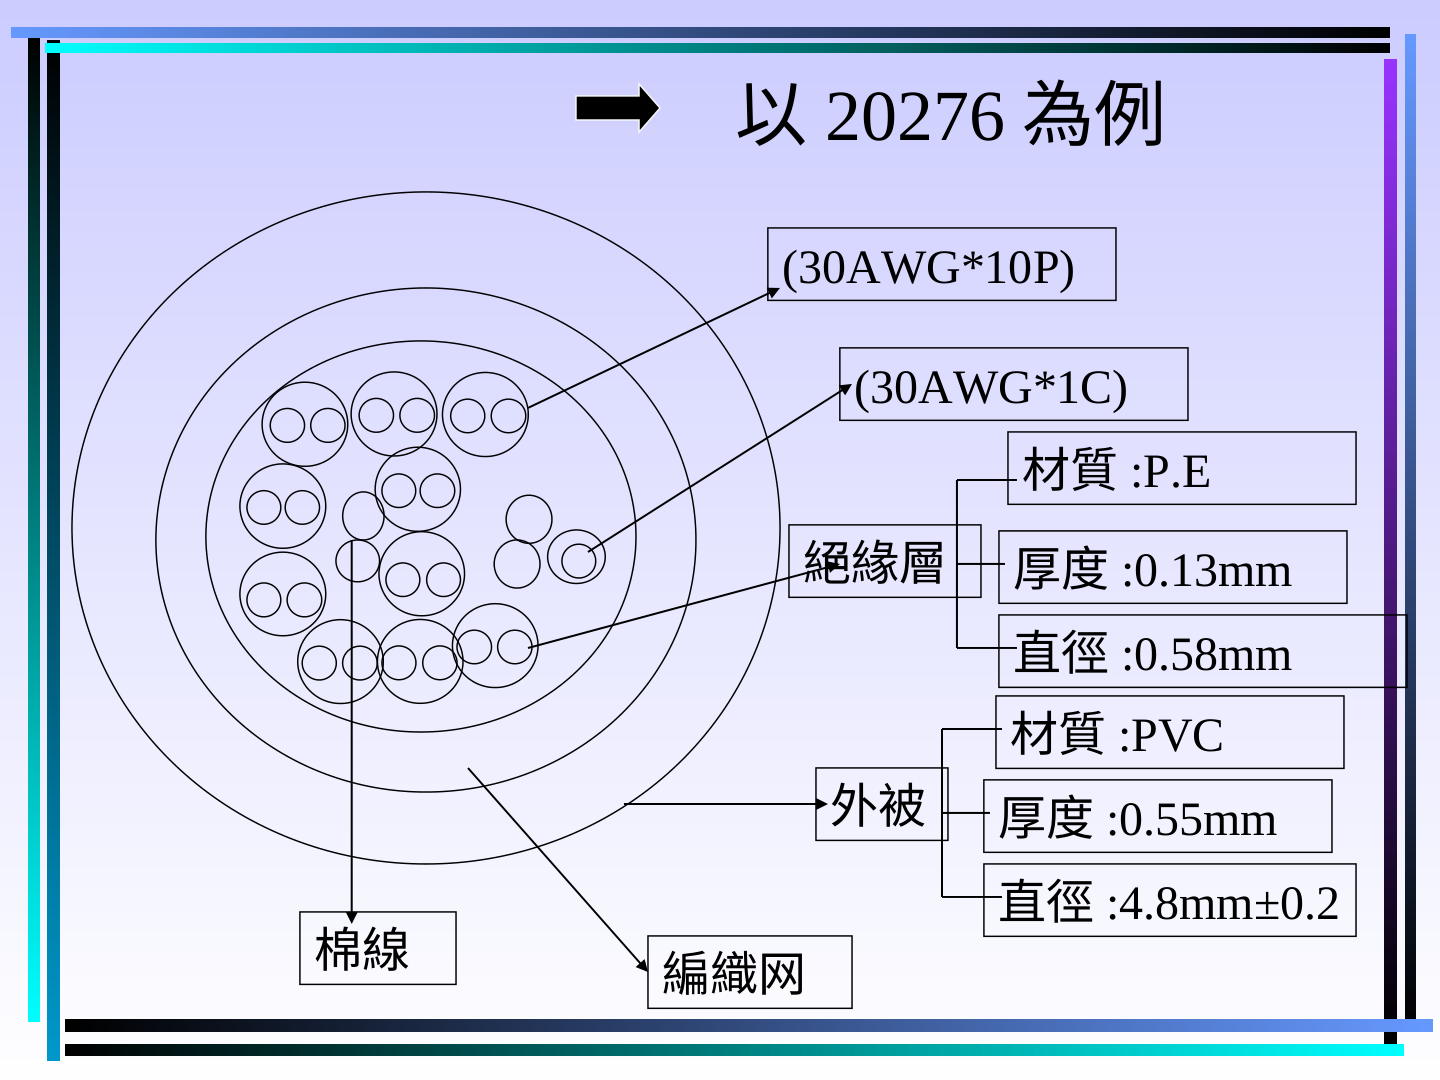 以 20276 為例
(30AWG*10P)
(30AWG*1C)
材質 :P.E
絕緣層
厚度 :0.13mm
直徑 :0.58mm
材質 :PVC
外被
厚度 :0.55mm
直徑 :4.8mm±0.2
棉線
編織网